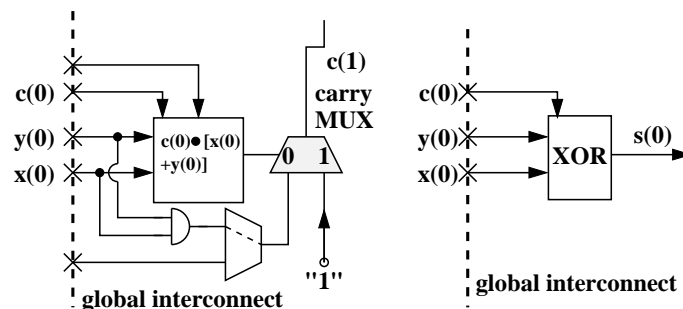 c(0)
y(0)
x(0)
c(0)●[x(0)
+y(0)]
c(1)
carry
MUX
0 1
"1"
global interconnect
c(0)
y(0)
x(0)
XOR
s(0)
global interconnect